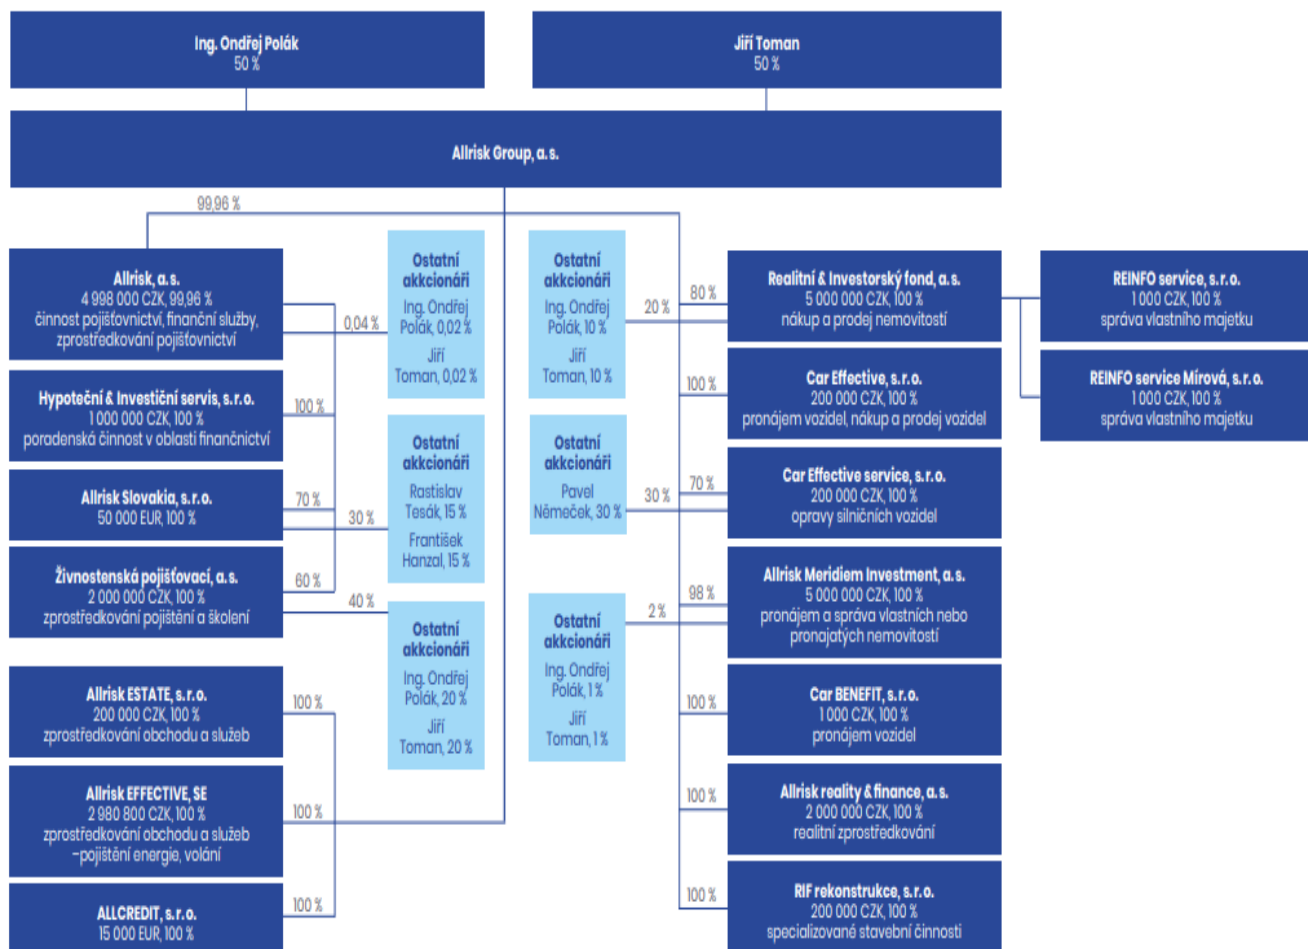 Ing. Ondřej Polák
50 %
Jiří Toman
50 %
Allrisk Group, a. s.
99,96 %
Allrisk, a. s.
4 998 000 CZK, 99,96 %
činnost pojišťovnictví, finanční služby,
zprostředkování pojišťovnictví
0,04 %
Ostatní
akkcionáři
Ing. Ondřej
Polák, 0,02 %
Jiří
Toman, 0,02 %
Hypoteční & Investiční servis, s. r. o.
1 000 000 CZK, 100 %
poradenská činnost v oblasti finančnictví
100 %
Allrisk Slovakia, s. r. o.
50 000 EUR, 100 %
70 %
30 %
Ostatní
akkcionáři
Rastislav
Tesák, 15 %
František
Hanzal, 15 %
Živnostenská pojišťovací, a. s.
2 000 000 CZK, 100 %
zprostředkování pojištění a školení
60 %
40 %
Ostatní
akkcionáři
Ing. Ondřej
Polák, 20 %
Jiří
Toman, 20 %
Allrisk ESTATE, s. r. o.
200 000 CZK, 100 %
zprostředkování obchodu a služeb
100 %
Allrisk EFFECTIVE, SE
2 980 800 CZK, 100 %
zprostředkování obchodu a služeb
–pojištění energie, volání
100 %
ALLCREDIT, s. r. o.
15 000 EUR, 100 %
100 %
Ostatní
akkcionáři
Ing. Ondřej
Polák, 10 %
Jiří
Toman, 10 %
20 %
80 %
Realitní & Investorský fond, a. s.
5 000 000 CZK, 100 %
nákup a prodej nemovitostí
REINFO service, s. r. o.
1 000 CZK, 100 %
správa vlastního majetku
REINFO service Mírová, s. r. o.
1 000 CZK, 100 %
správa vlastního majetku
100 %
Car Effective, s. r. o.
200 000 CZK, 100 %
pronájem vozidel, nákup a prodej vozidel
Ostatní
akkcionáři
Pavel
Němeček, 30 %
30 %
70 %
Car Effective service, s. r. o.
200 000 CZK, 100 %
opravy silničních vozidel
Ostatní
akkcionáři
Ing. Ondřej
Polák, 1 %
Jiří
Toman, 1 %
2 %
98 %
Allrisk Meridiem Investment, a. s.
5 000 000 CZK, 100 %
pronájem a správa vlastních nebo
pronajatých nemovitostí
100 %
Car BENEFIT, s. r. o.
1 000 CZK, 100 %
pronájem vozidel
100 %
Allrisk reality & finance, a. s.
2 000 000 CZK, 100 %
realitní zprostředkování
100 %
RIF rekonstrukce, s. r. o.
200 000 CZK, 100 %
specializované stavební činnosti